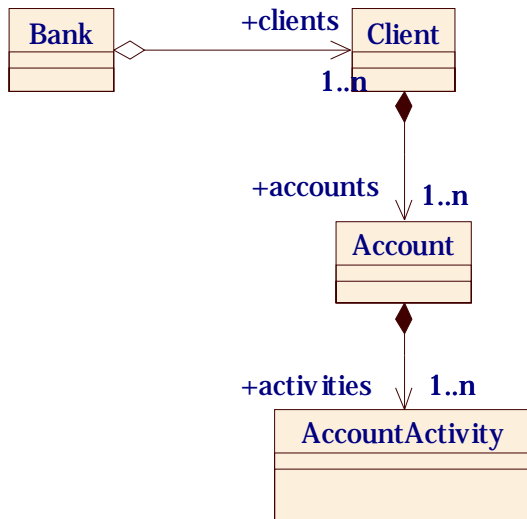 +clients
Bank
Client
1..n
+accounts
1..n
Account
+activities
1..n
AccountActivity